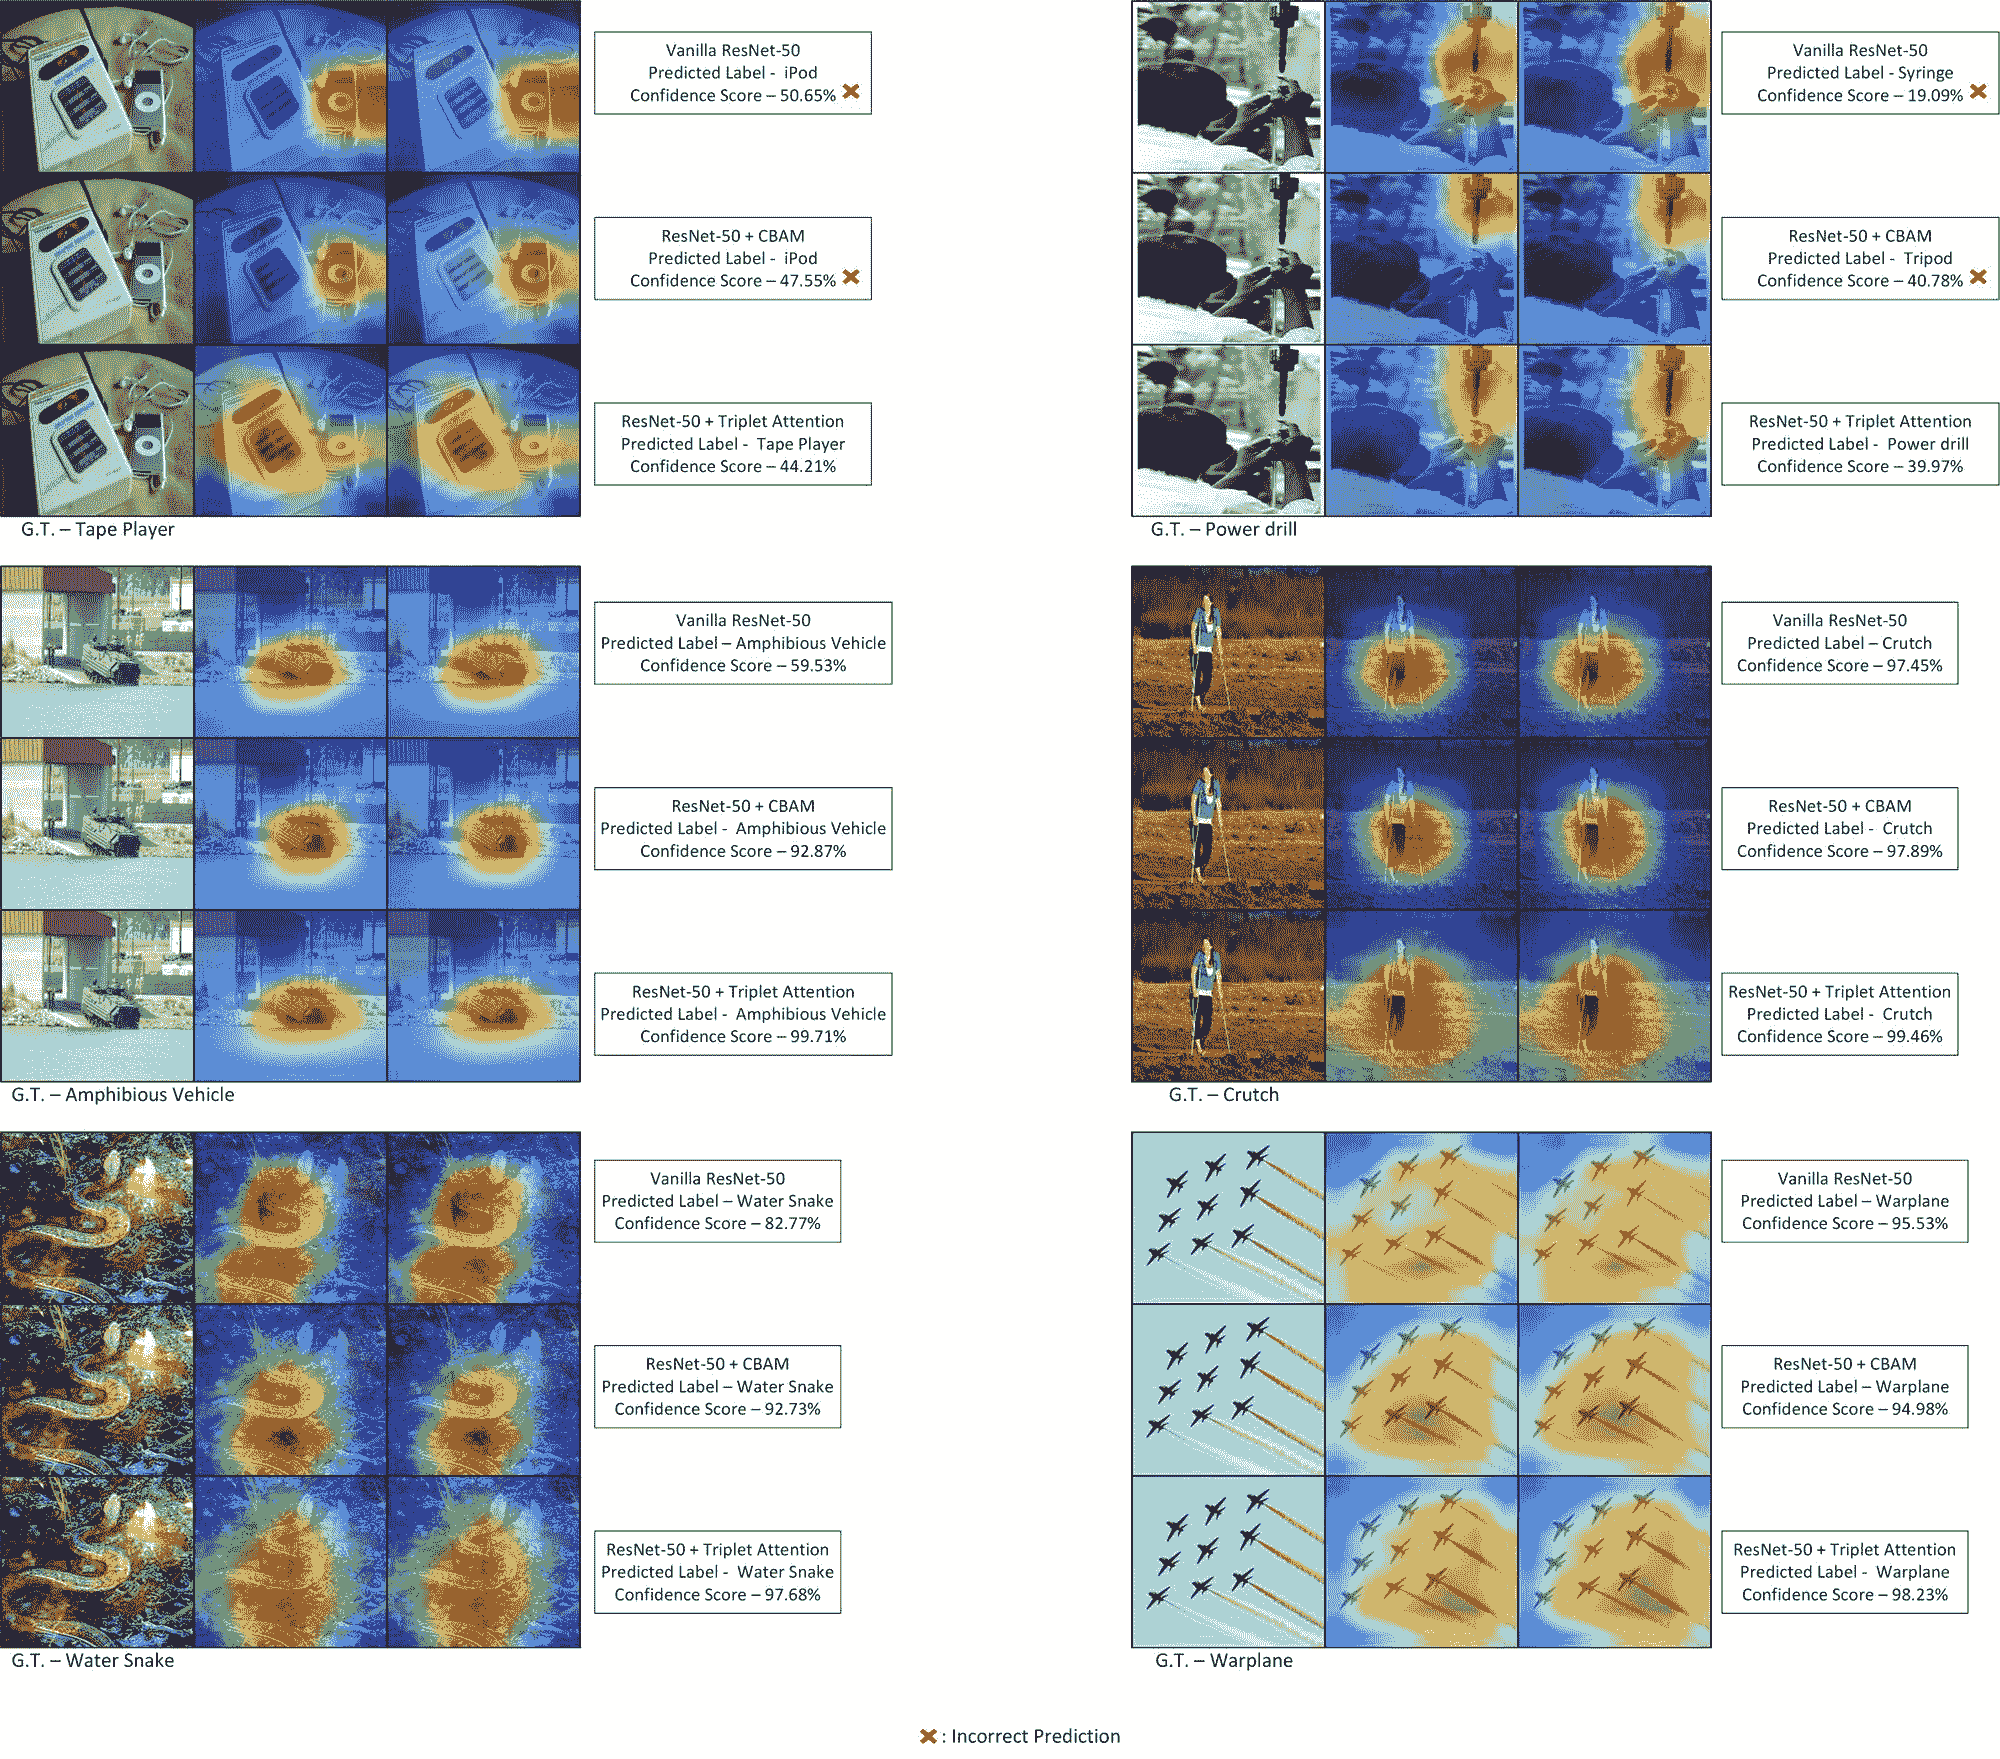 Vanilla ResNet-50
Predicted Label - iPod
Confidence Score – 50.65%
ResNet-50 + CBAM
Predicted Label - iPod
Confidence Score – 47.55%
ResNet-50 + Triplet Attention
Predicted Label - Tape Player
Confidence Score – 44.21%
G.T. – Tape Player
Vanilla ResNet-50
Predicted Label - Syringe
Confidence Score – 19.09%
ResNet-50 + CBAM
Predicted Label - Tripod
Confidence Score – 40.78%
ResNet-50 + Triplet Attention
Predicted Label - Power drill
Confidence Score – 39.97%
G.T. – Power drill
Vanilla ResNet-50
Predicted Label – Amphibious Vehicle
Confidence Score – 59.53%
ResNet-50 + CBAM
Predicted Label - Amphibious Vehicle
Confidence Score – 92.87%
ResNet-50 + Triplet Attention
Predicted Label - Amphibious Vehicle
Confidence Score – 99.71%
G.T. – Amphibious Vehicle
Vanilla ResNet-50
Predicted Label – Crutch
Confidence Score – 97.45%
ResNet-50 + CBAM
Predicted Label - Crutch
Confidence Score – 97.89%
ResNet-50 + Triplet Attention
Predicted Label - Crutch
Confidence Score – 99.46%
G.T. – Crutch
Vanilla ResNet-50
Predicted Label – Water Snake
Confidence Score – 82.77%
ResNet-50 + CBAM
Predicted Label – Water Snake
Confidence Score – 92.73%
ResNet-50 + Triplet Attention
Predicted Label - Water Snake
Confidence Score – 97.68%
G.T. – Water Snake
Vanilla ResNet-50
Predicted Label – Warplane
Confidence Score – 95.53%
ResNet-50 + CBAM
Predicted Label – Warplane
Confidence Score – 94.98%
ResNet-50 + Triplet Attention
Predicted Label - Warplane
Confidence Score – 98.23%
G.T. – Warplane
: Incorrect Prediction